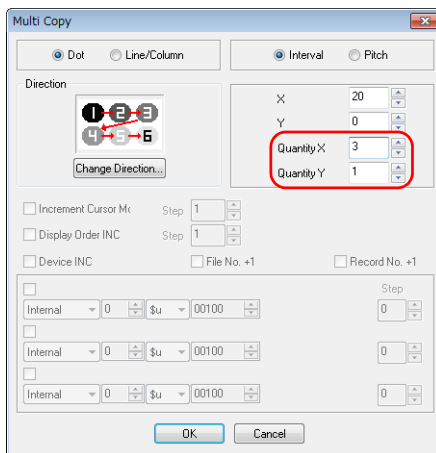 Multi Copy
Dot Line/Column
Interval Pitch
Direction
1 2 3
4 5 6
Change Direction...
X 20
Y 0
Quantity X 3
Quantity Y 1
Increment Cursor Mo Step 1
Display Order INC Step 1
Device INC File No. +1 Record No. +1
Step
Internal 0 $u 00100 0
Internal 0 $u 00100 0
Internal 0 $u 00100 0
OK Cancel